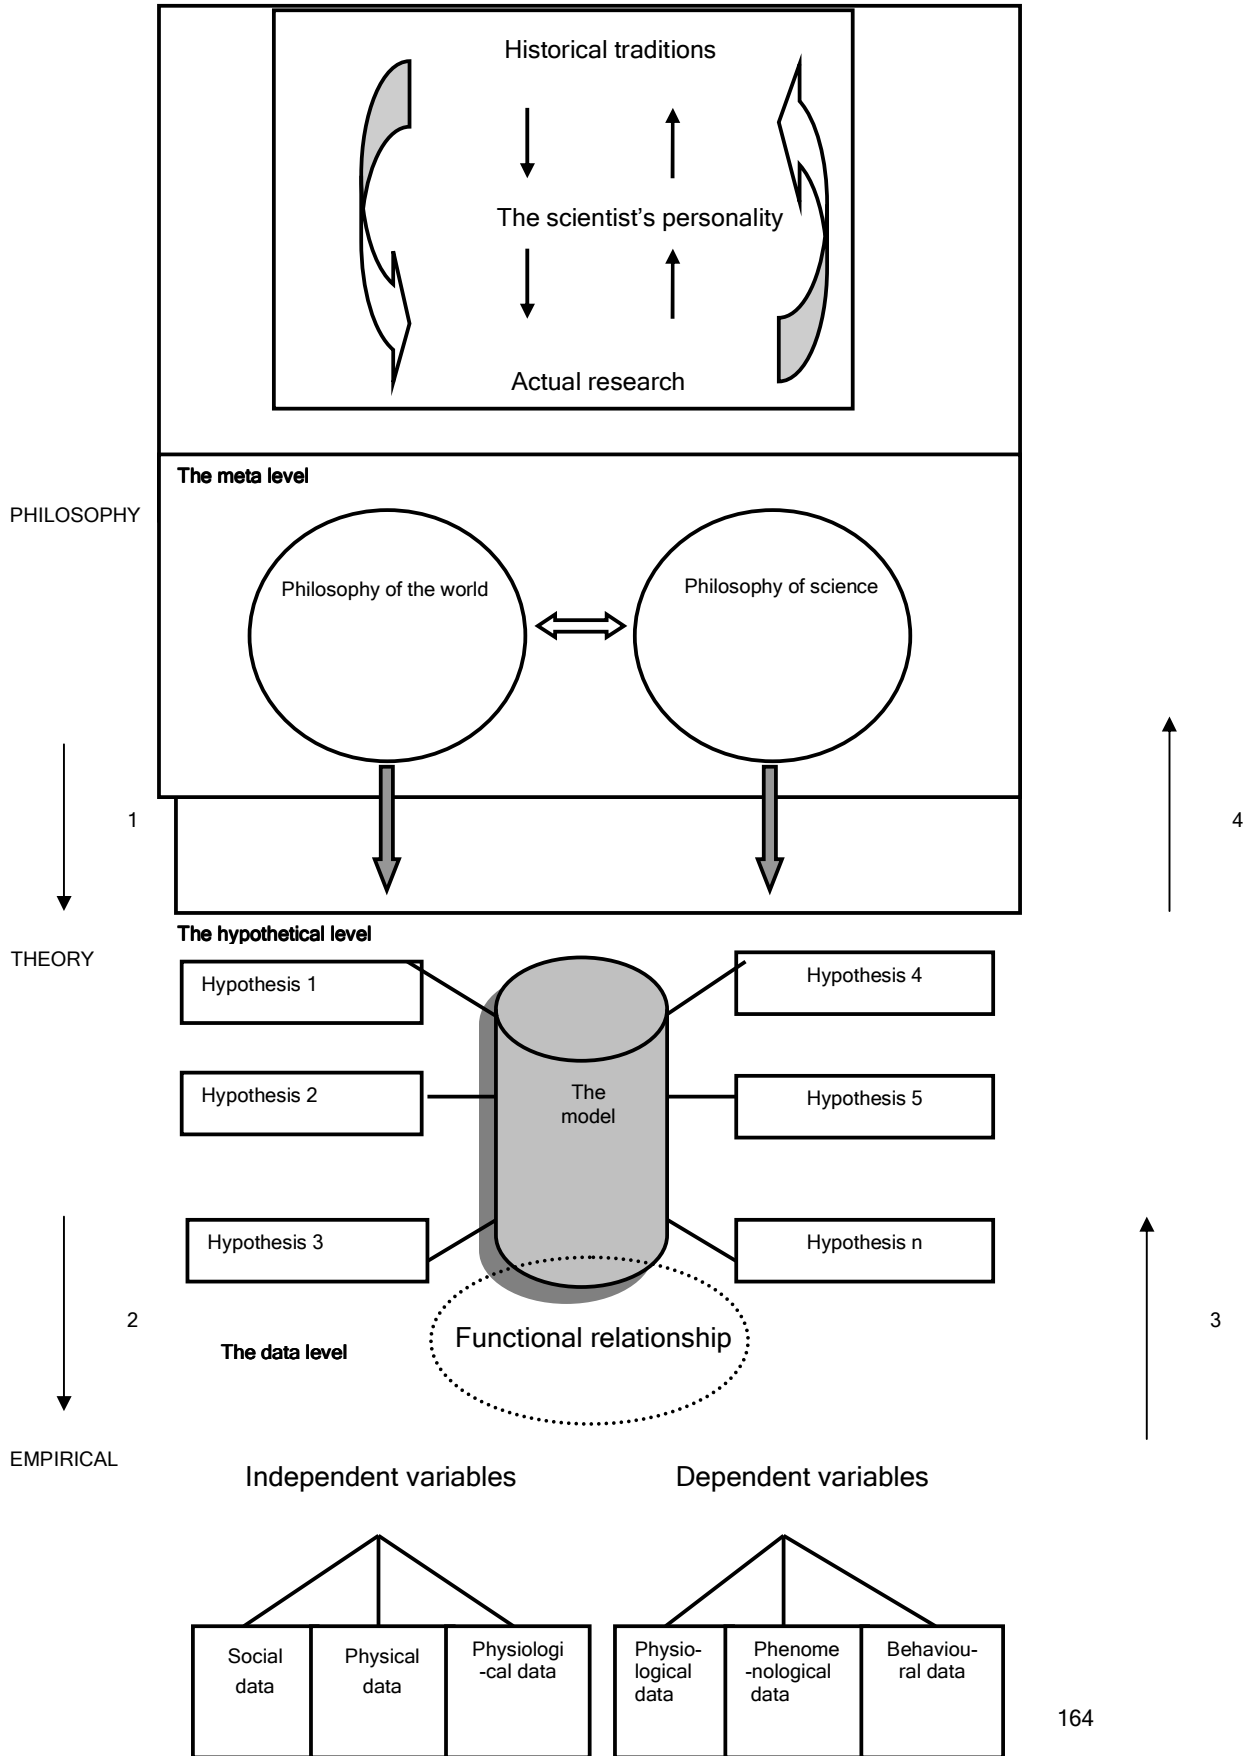 Historical traditions
The scientist's personality
Actual research
The meta level
PHILOSOPHY
Philosophy of the world
Philosophy of science
1
4
The hypothetical level
THEORY
Hypothesis 1
Hypothesis 4
Hypothesis 2
The
model
Hypothesis 5
Hypothesis 3
Hypothesis n
2
3
Functional relationship
The data level
EMPIRICAL
Independent variables
Dependent variables
Social
data
Physical
data
Physiologi
-cal data
Physio-
logical
data
Phenome
-nological
data
Behaviou-
ral data
164